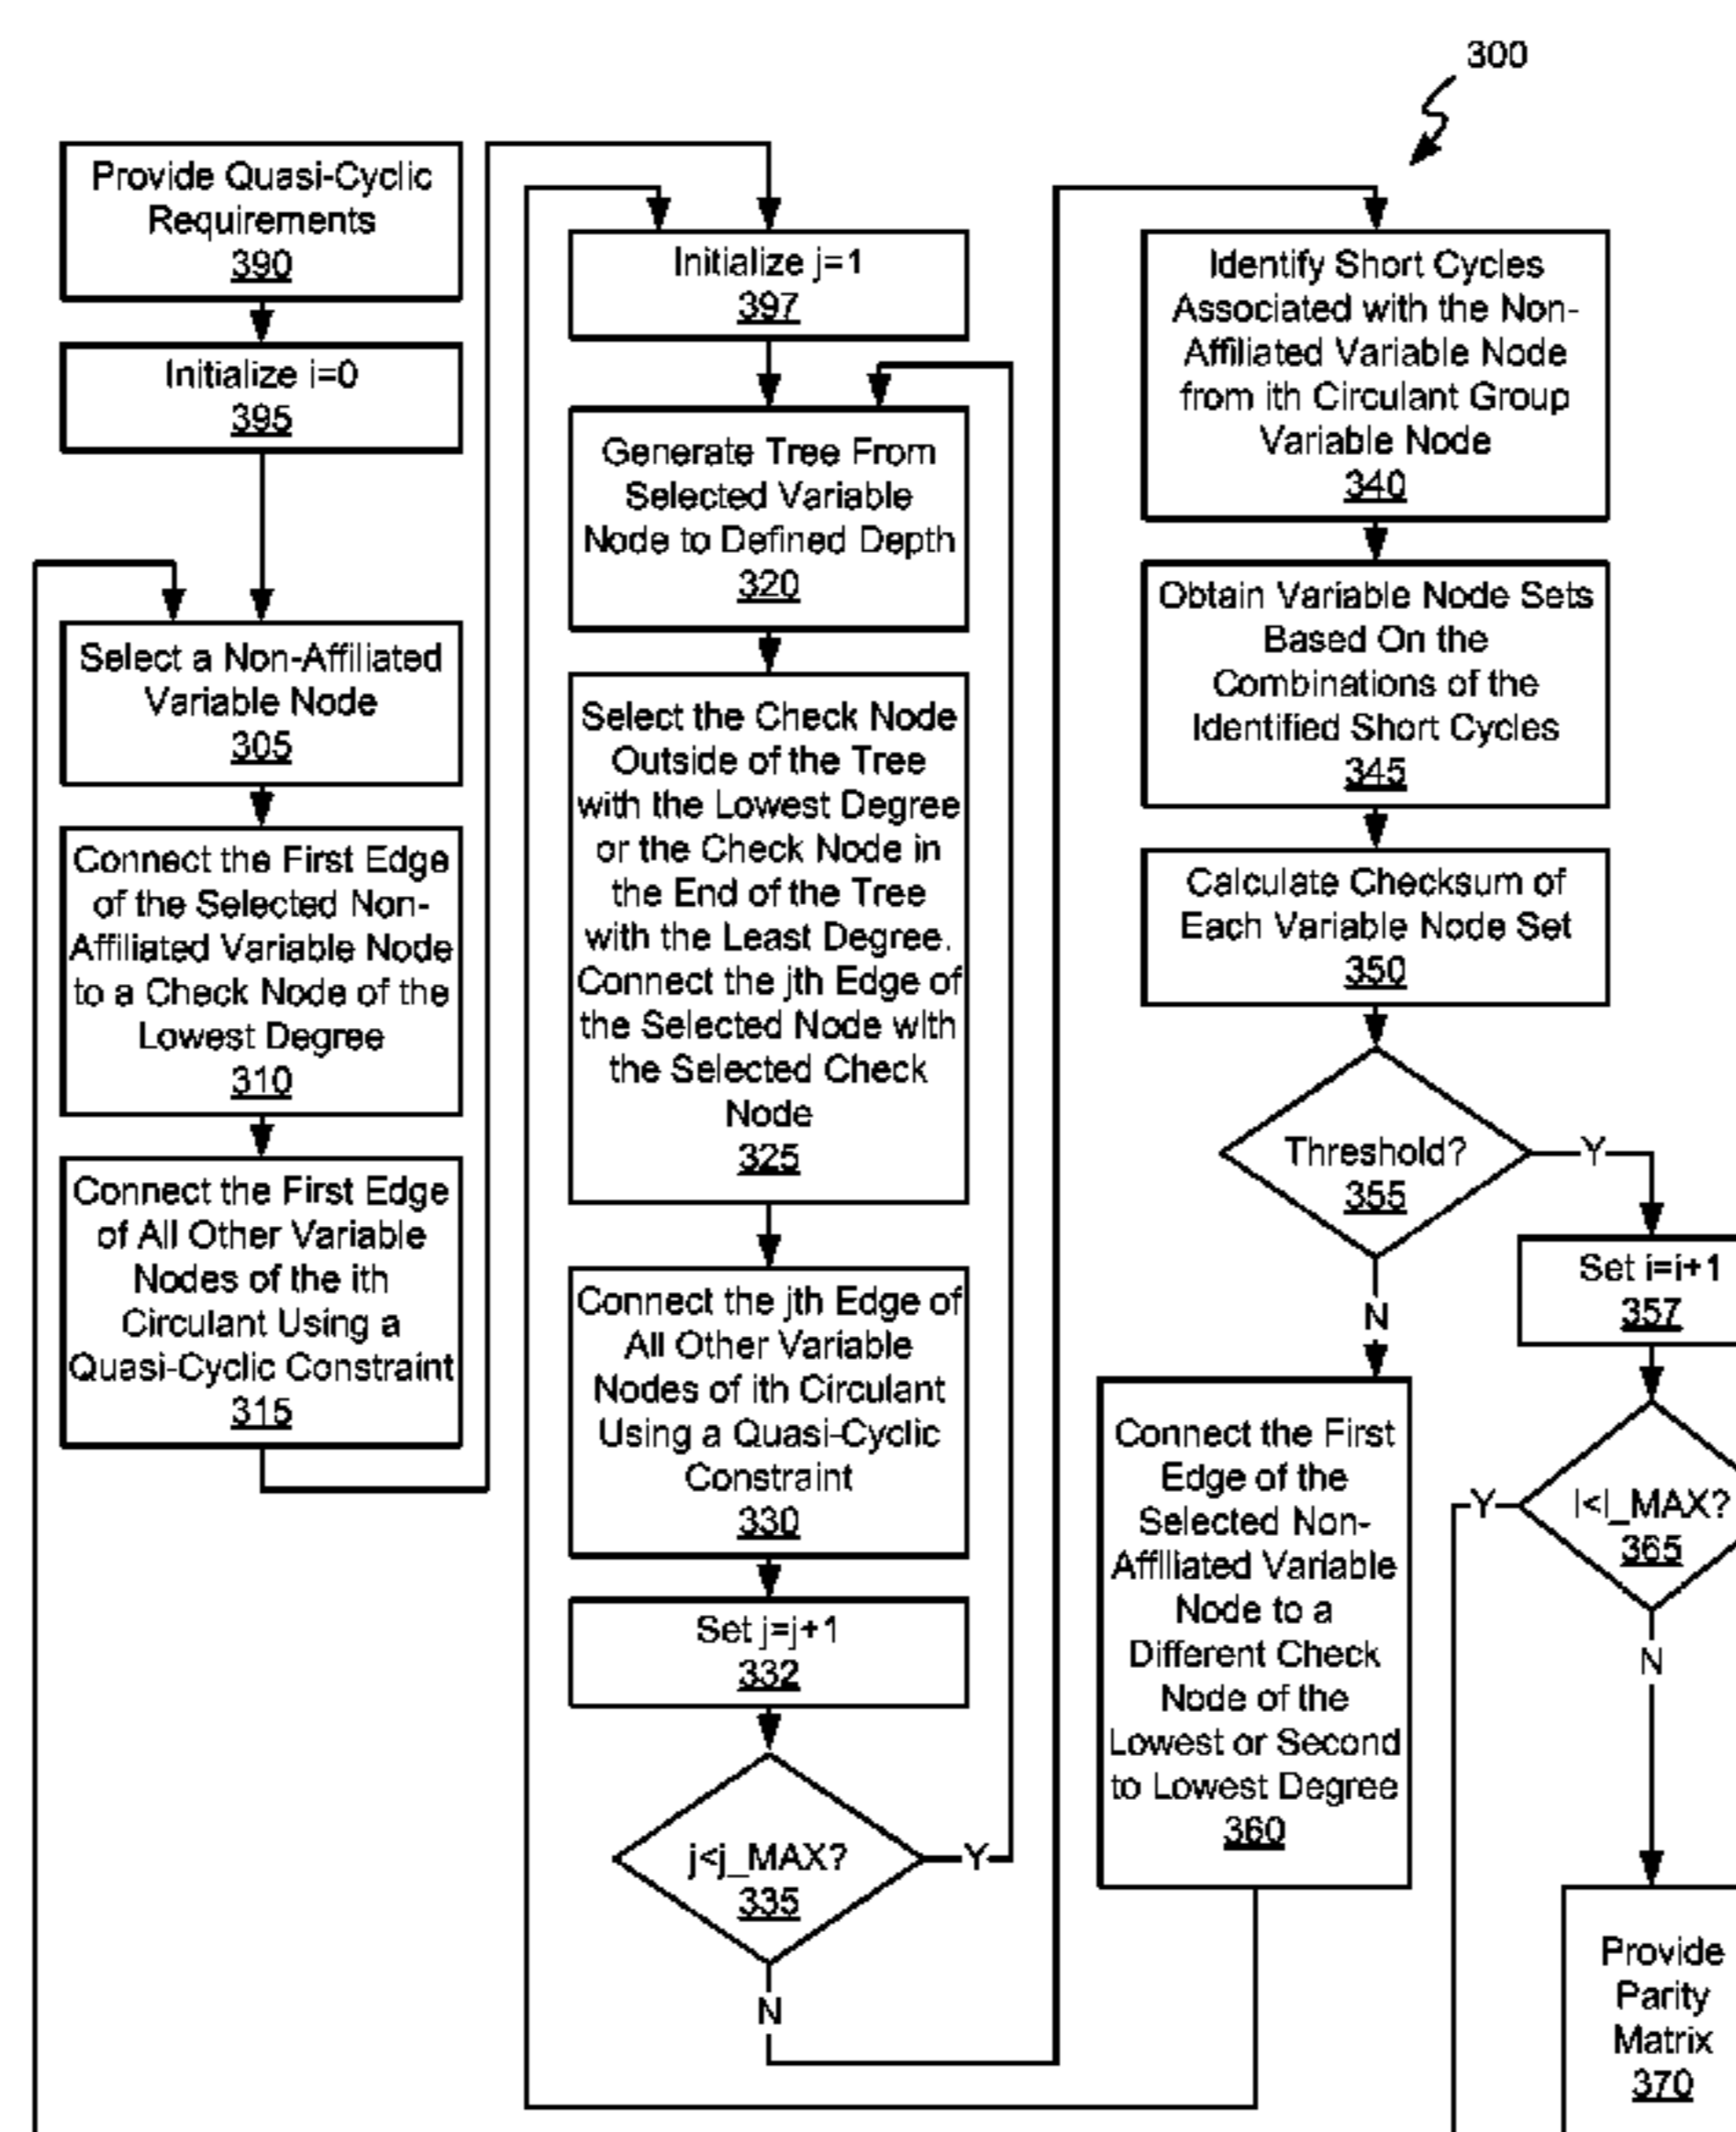 300
Provide Quasi-Cyclic
Requirements
390
Initialize i=0
395
Select a Non-Affiliated
Variable Node
305
Connect the First Edge
of the Selected Non-
Affiliated Variable Node
to a Check Node of the
Lowest Degree
310
Connect the First Edge
of All Other Variable
Nodes of the ith
Circulant Using a
Quasi-Cyclic Constraint
315
Initialize j=1
397
Generate Tree From
Selected Variable
Node to Defined Depth
320
Select the Check Node
Outside of the Tree
with the Lowest Degree
or the Check Node in
the End of the Tree
with the Least Degree.
Connect the jth Edge of
the Selected Node with
the Selected Check
Node
325
Connect the jth Edge of
All Other Variable
Nodes of ith Circulant
Using a Quasi-Cyclic
Constraint
330
Set j=j+1
332
j<j_MAX?
335
Y
N
Identify Short Cycles
Associated with the Non-
Affiliated Variable Node
from ith Circulant Group
Variable Node
340
Obtain Variable Node Sets
Based On the
Combinations of the
Identified Short Cycles
345
Calculate Checksum of
Each Variable Node Set
350
Threshold?
355
Y
N
Set i=i+1
357
Connect the First
Edge of the
Selected Non-
Affiliated Variable
Node to a
Different Check
Node of the
Lowest or Second
to Lowest Degree
360
I<I_MAX?
365
Y
N
Provide
Parity
Matrix
370